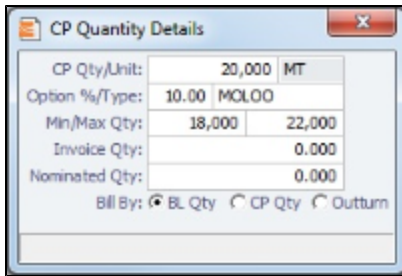 CP Quantity Details
CP Qty/Unit: 20,000 MT
Option %/Type: 10.00 MOLOO
Min/Max Qty: 18,000 22,000
Invoice Qty: 0.000
Nominated Qty: 0.000
Bill By: BL Qty CP Qty Outturn